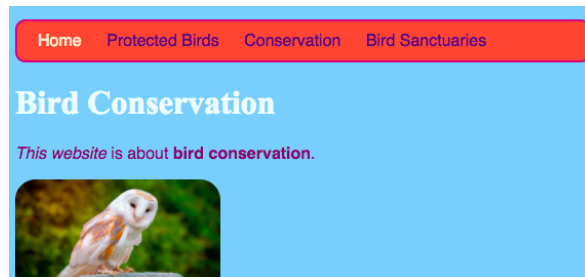 Home Protected Birds Conservation Bird Sanctuaries
Bird Conservation
This website is about bird conservation.